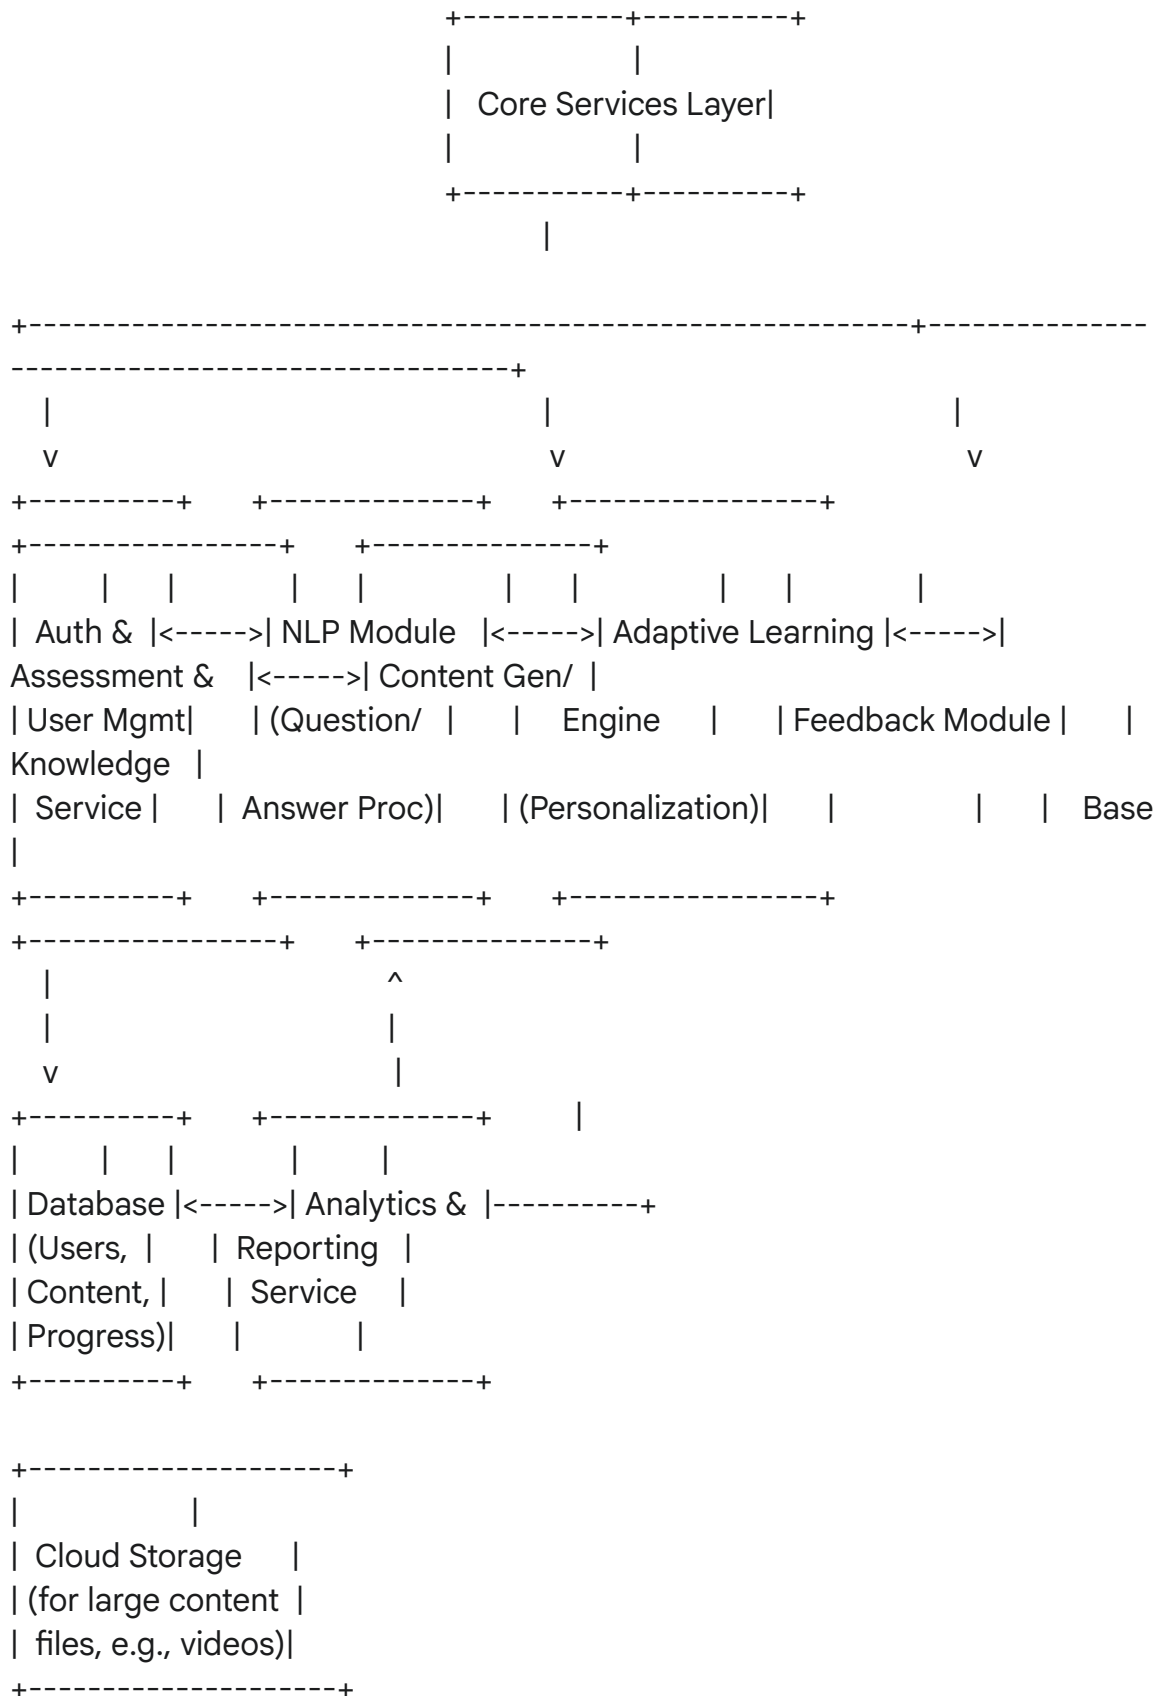 +-----------+----------+
|                      |
|   Core Services Layer|
|                      |
+-----------+----------+
|
+------------------------------------------------------------+---------------
----------------------------------+
|                                                            |                                                  |
v                                                            v                                                  v
+----------+       +--------------+       +-----------------+
+-----------------+       +---------------+
|          |       |              |       |                 |       |                 |       |               |
|  Auth &  |<----->| NLP Module   |<----->| Adaptive Learning |<----->|
Assessment &    |<----->| Content Gen/  |
| User Mgmt|       | (Question/   |       |     Engine      |       | Feedback Module |       |
Knowledge   |
|  Service |       |  Answer Proc)|       | (Personalization)|       |                 |       |    Base
|
+----------+       +--------------+       +-----------------+
+-----------------+       +---------------+
|                                         ^
|                                         |
v                                         |
+----------+       +--------------+          |
|          |       |              |          |
| Database |<----->| Analytics &  |----------+
| (Users,  |       |  Reporting   |
| Content, |       |  Service     |
| Progress)|       |              |
+----------+       +--------------+
+---------------------+
|                     |
|  Cloud Storage      |
| (for large content  |
|  files, e.g., videos)|
+---------------------+